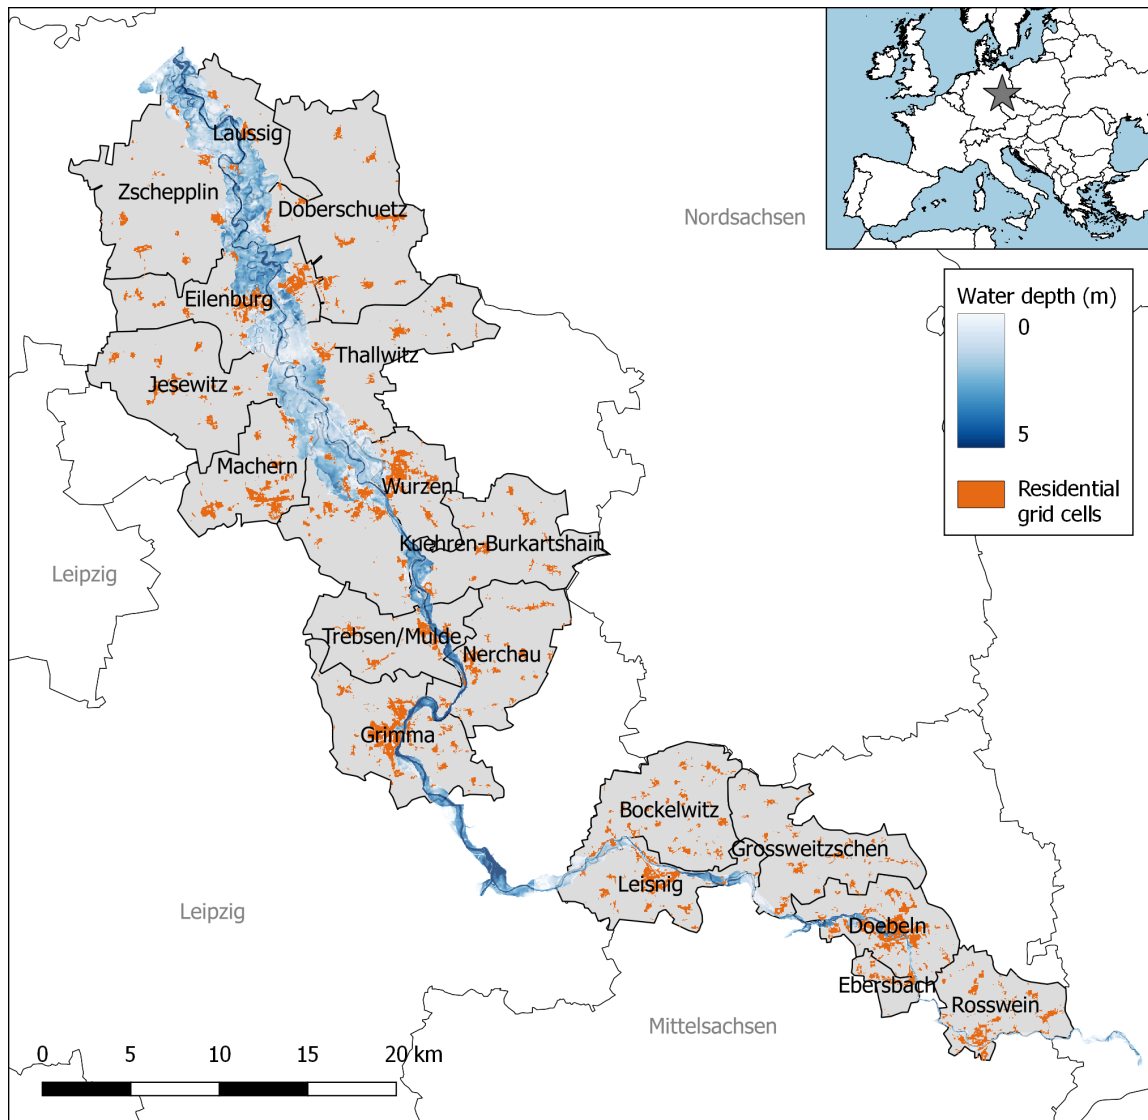 Laussig
Zschepplin
Doberschuetz
Nordsachsen
Water depth (m)
0
5
Residential
grid cells
Eilenburg
Thallwitz
Jesewitz
Machern
Wurzen
Kuehren-Burkartshain
Leipzig
Trebsen/Mulde
Nerchau
Grimma
Bockelwitz
Grossweitzschen
Leisnig
Leipzig
Doebeln
Ebersbach
Rosswein
Mittelsachsen
0 5 10 15 20 km